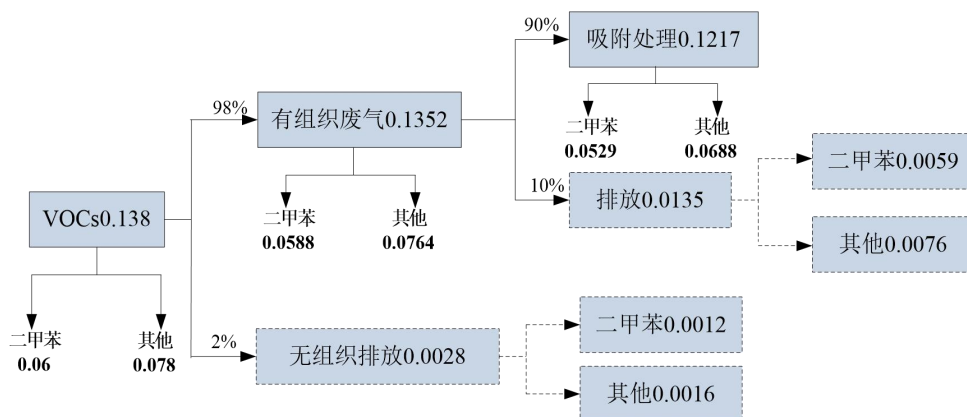 90%
吸附处理0.1217
98%
有组织废气0.1352
二甲苯
0.0529
其他
0.0688
二甲苯0.0059
10%
排放0.0135
VOCs0.138
二甲苯
0.0588
其他
0.0764
其他0.0076
二甲苯
0.06
其他
0.078
2%
无组织排放0.0028
二甲苯0.0012
其他0.0016